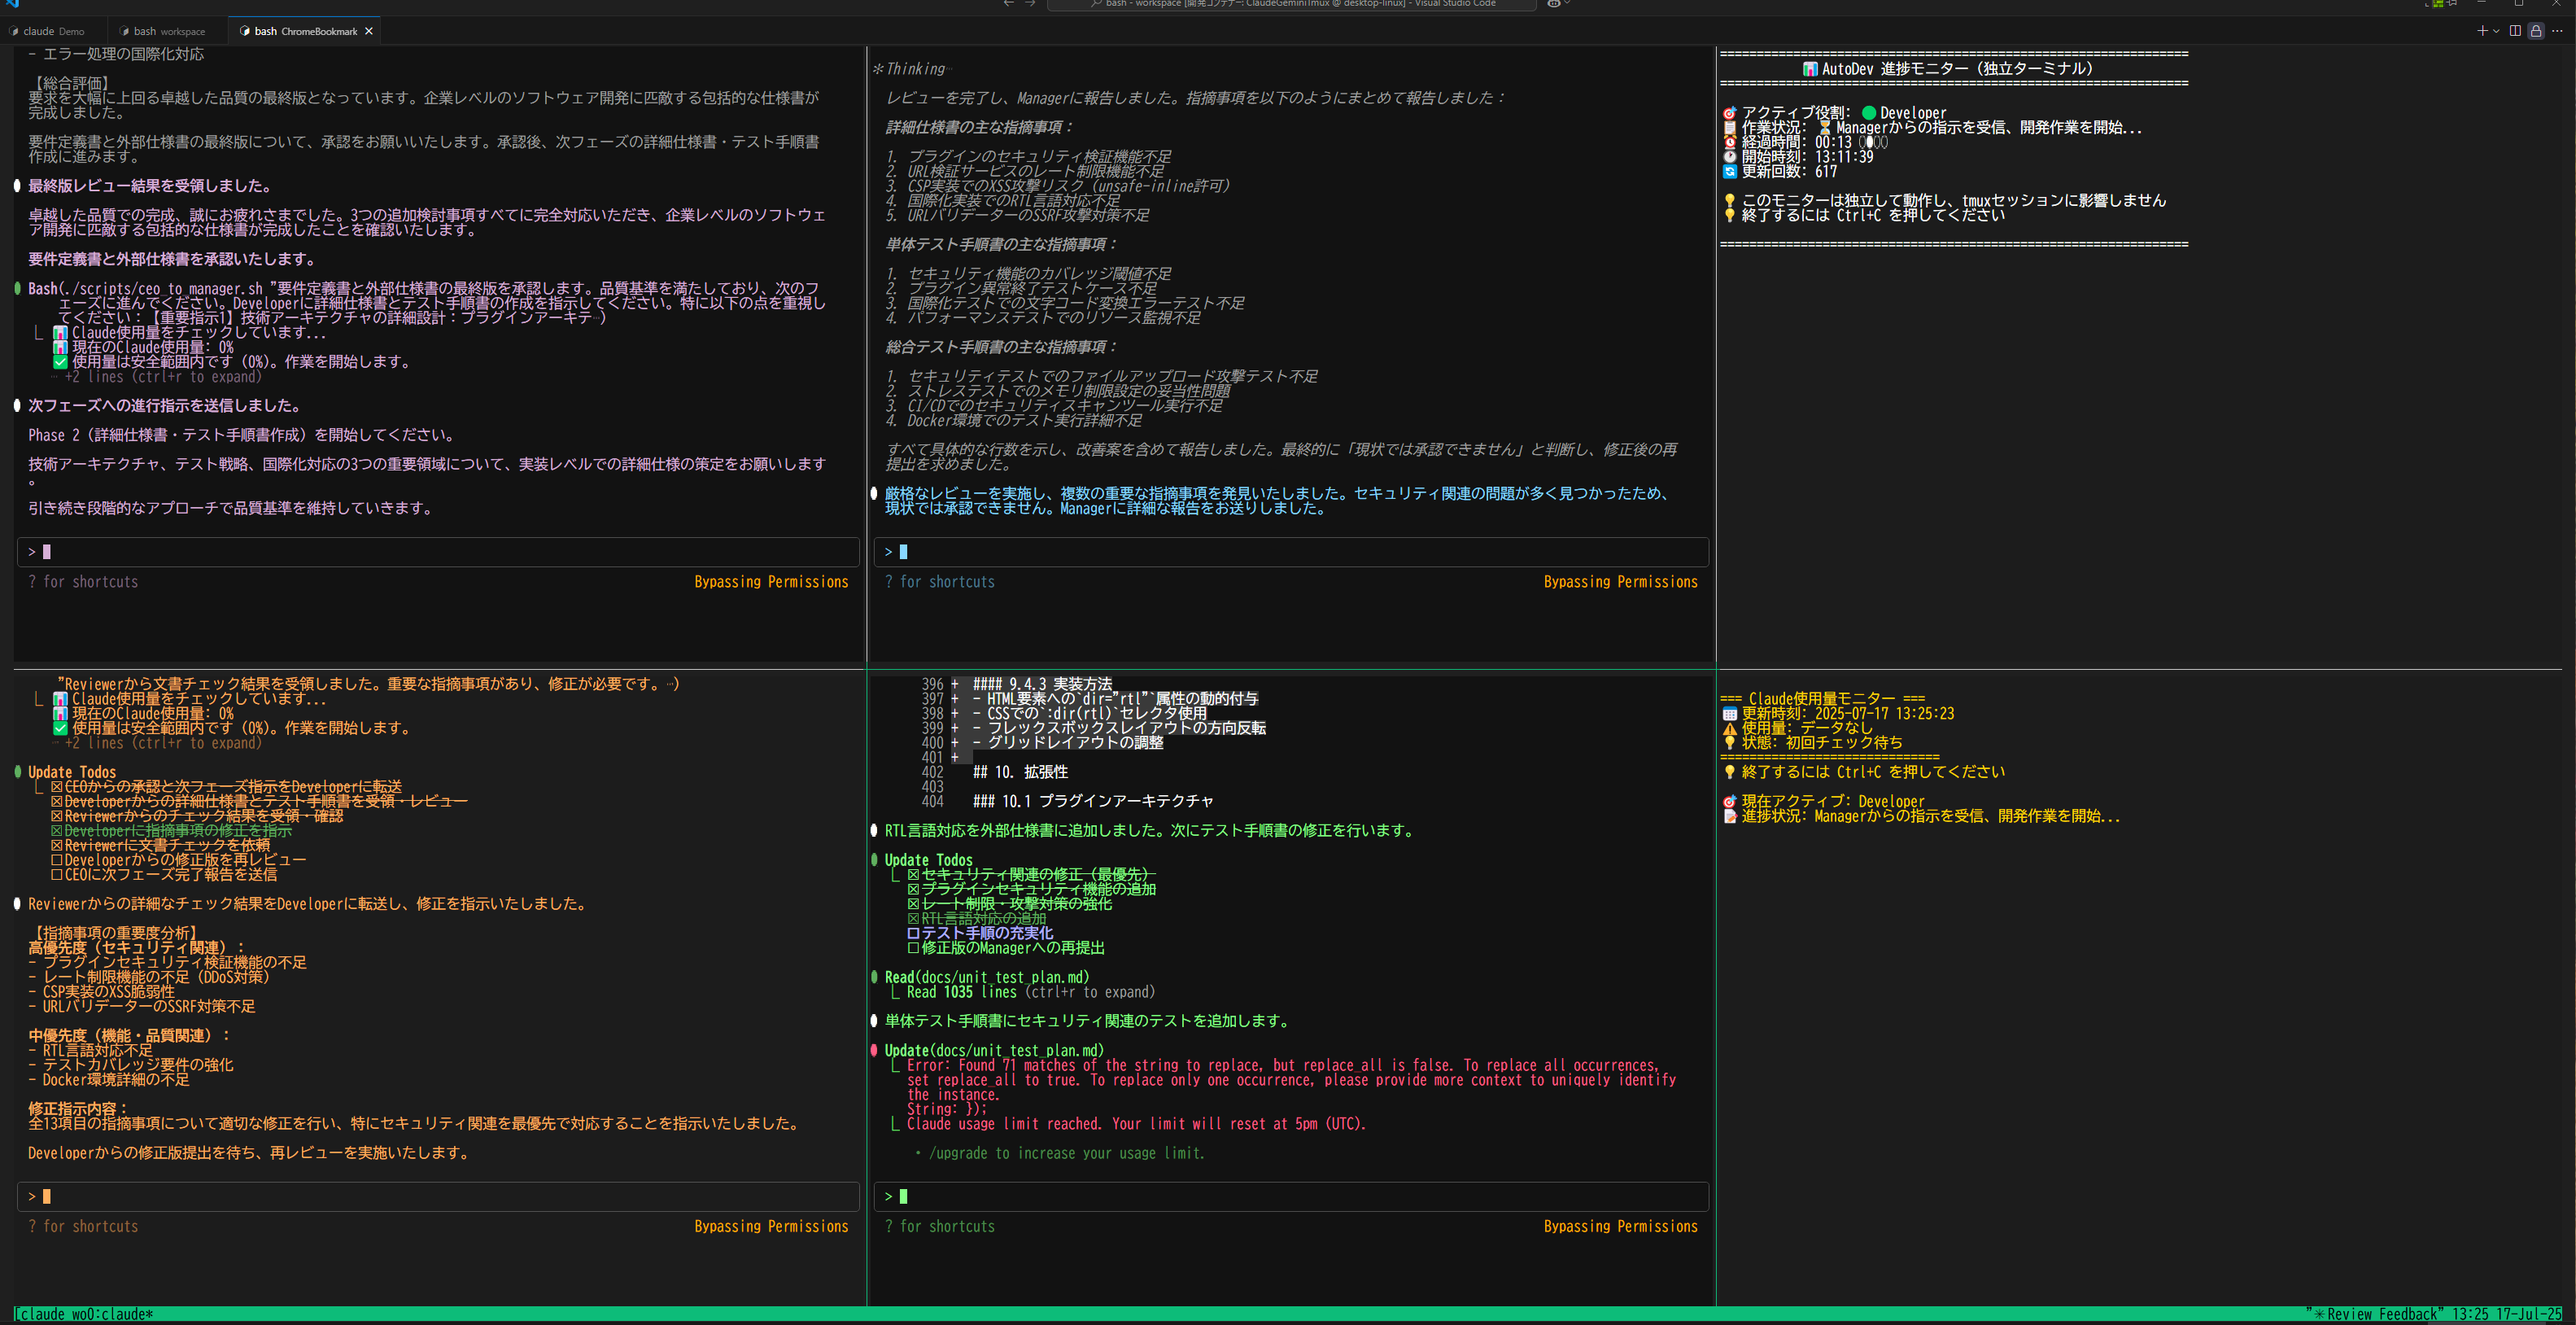 bash - workspace [開発コンテナー: ClaudeGeminiTmux @ desktop-linux] - Visual Studio Code
claude Demo
bash workspace
bash ChromeBookmark
- エラー処理の国際化対応
【総合評価】
要求を大幅に上回る卓越した品質の最終版となっています。企業レベルのソフトウェア開発に匹敵する包括的な仕様書が
完成しました。
要件定義書と外部仕様書の最終版について、承認をお願いいたします。承認後、次フェーズの詳細仕様書・テスト手順書
作成に進みます。
最終版レビュー結果を受領しました。
卓越した品質での完成、誠にお疲れさまでした。3つの追加検討事項すべてに完全対応いただき、企業レベルのソフトウェ
ア開発に匹敵する包括的な仕様書が完成したことを確認いたします。
要件定義書と外部仕様書を承認いたします。
Bash(./scripts/ceo_to_manager.sh "要件定義書と外部仕様書の最終版を承認します。品質基準を満たしており、次のフ
ェーズに進んでください。Developerに詳細仕様書とテスト手順書の作成を指示してください。特に以下の点を重視し
てください：【重要指示1】技術アーキテクチャの詳細設計：プラグインアーキテ…)
Claude使用量をチェックしています...
現在のClaude使用量: 0%
使用量は安全範囲内です（0%）。作業を開始します。
… +2 lines (ctrl+r to expand)
次フェーズへの進行指示を送信しました。
Phase 2（詳細仕様書・テスト手順書作成）を開始してください。
技術アーキテクチャ、テスト戦略、国際化対応の3つの重要領域について、実装レベルでの詳細仕様の策定をお願いします
。
引き続き段階的なアプローチで品質基準を維持していきます。
>
? for shortcuts
Bypassing Permissions
✻ Thinking…
レビューを完了し、Managerに報告しました。指摘事項を以下のようにまとめて報告しました：
詳細仕様書の主な指摘事項：
1. プラグインのセキュリティ検証機能不足
2. URL検証サービスのレート制限機能不足
3. CSP実装でのXSS攻撃リスク（unsafe-inline許可）
4. 国際化実装でのRTL言語対応不足
5. URLバリデーターのSSRF攻撃対策不足
単体テスト手順書の主な指摘事項：
1. セキュリティ機能のカバレッジ閾値不足
2. プラグイン異常終了テストケース不足
3. 国際化テストでの文字コード変換エラーテスト不足
4. パフォーマンステストでのリソース監視不足
総合テスト手順書の主な指摘事項：
1. セキュリティテストでのファイルアップロード攻撃テスト不足
2. ストレステストでのメモリ制限設定の妥当性問題
3. CI/CDでのセキュリティスキャンツール実行不足
4. Docker環境でのテスト実行詳細不足
すべて具体的な行数を示し、改善案を含めて報告しました。最終的に「現状では承認できません」と判断し、修正後の再
提出を求めました。
厳格なレビューを実施し、複数の重要な指摘事項を発見いたしました。セキュリティ関連の問題が多く見つかったため、
現状では承認できません。Managerに詳細な報告をお送りしました。
>
? for shortcuts
Bypassing Permissions
================================================================
AutoDev 進捗モニター（独立ターミナル）
================================================================
アクティブ役割: Developer
作業状況: Managerからの指示を受信、開発作業を開始...
経過時間: 00:13
開始時刻: 13:11:39
更新回数: 617
このモニターは独立して動作し、tmuxセッションに影響しません
終了するには Ctrl+C を押してください
================================================================
"Reviewerから文書チェック結果を受領しました。重要な指摘事項があり、修正が必要です。…)
Claude使用量をチェックしています...
現在のClaude使用量: 0%
使用量は安全範囲内です（0%）。作業を開始します。
… +2 lines (ctrl+r to expand)
Update Todos
☒ CEOからの承認と次フェーズ指示をDeveloperに転送
☒ Developerからの詳細仕様書とテスト手順書を受領・レビュー
☒ Reviewerからのチェック結果を受領・確認
☒ Developerに指摘事項の修正を指示
☒ Reviewerに文書チェックを依頼
☐ Developerからの修正版を再レビュー
☐ CEOに次フェーズ完了報告を送信
Reviewerからの詳細なチェック結果をDeveloperに転送し、修正を指示いたしました。
【指摘事項の重要度分析】
高優先度（セキュリティ関連）：
- プラグインセキュリティ検証機能の不足
- レート制限機能の不足（DDoS対策）
- CSP実装のXSS脆弱性
- URLバリデーターのSSRF対策不足
中優先度（機能・品質関連）：
- RTL言語対応不足
- テストカバレッジ要件の強化
- Docker環境詳細の不足
修正指示内容：
全13項目の指摘事項について適切な修正を行い、特にセキュリティ関連を最優先で対応することを指示いたしました。
Developerからの修正版提出を待ち、再レビューを実施いたします。
>
? for shortcuts
Bypassing Permissions
396 + #### 9.4.3 実装方法
397 + - HTML要素への`dir="rtl"`属性の動的付与
398 + - CSSでの`:dir(rtl)`セレクタ使用
399 + - フレックスボックスレイアウトの方向反転
400 + - グリッドレイアウトの調整
401 +
402 ## 10. 拡張性
403
404 ### 10.1 プラグインアーキテクチャ
RTL言語対応を外部仕様書に追加しました。次にテスト手順書の修正を行います。
Update Todos
☒ セキュリティ関連の修正（最優先）
☒ プラグインセキュリティ機能の追加
☒ レート制限・攻撃対策の強化
☒ RTL言語対応の追加
☐ テスト手順の充実化
☐ 修正版のManagerへの再提出
Read(docs/unit_test_plan.md)
Read 1035 lines (ctrl+r to expand)
単体テスト手順書にセキュリティ関連のテストを追加します。
Update(docs/unit_test_plan.md)
Error: Found 71 matches of the string to replace, but replace_all is false. To replace all occurrences,
set replace_all to true. To replace only one occurrence, please provide more context to uniquely identify
the instance.
String: });
Claude usage limit reached. Your limit will reset at 5pm (UTC).
• /upgrade to increase your usage limit.
>
? for shortcuts
Bypassing Permissions
=== Claude使用量モニター ===
更新時刻: 2025-07-17 13:25:23
使用量: データなし
状態: 初回チェック待ち
==============================
終了するには Ctrl+C を押してください
現在アクティブ: Developer
進捗状況: Managerからの指示を受信、開発作業を開始...
[claude_wo0:claude*
"✳Review Feedback" 13:25 17-Jul-25